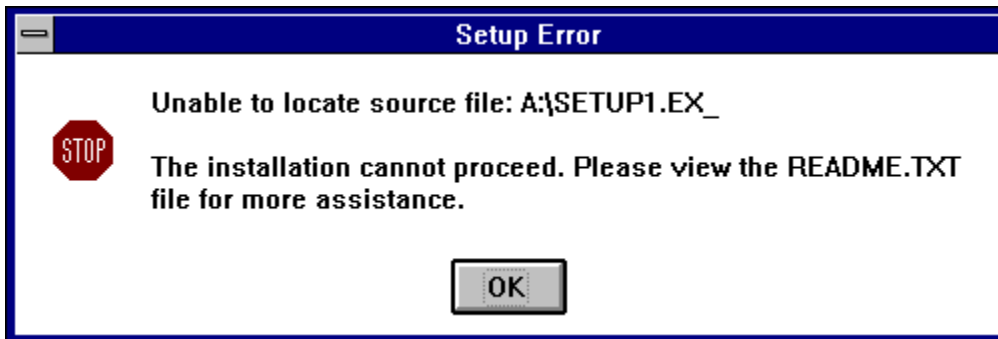 Setup Error
Unable to locate source file: A:\SETUP1.EX_
STOP
The installation cannot proceed. Please view the README.TXT
file for more assistance.
OK